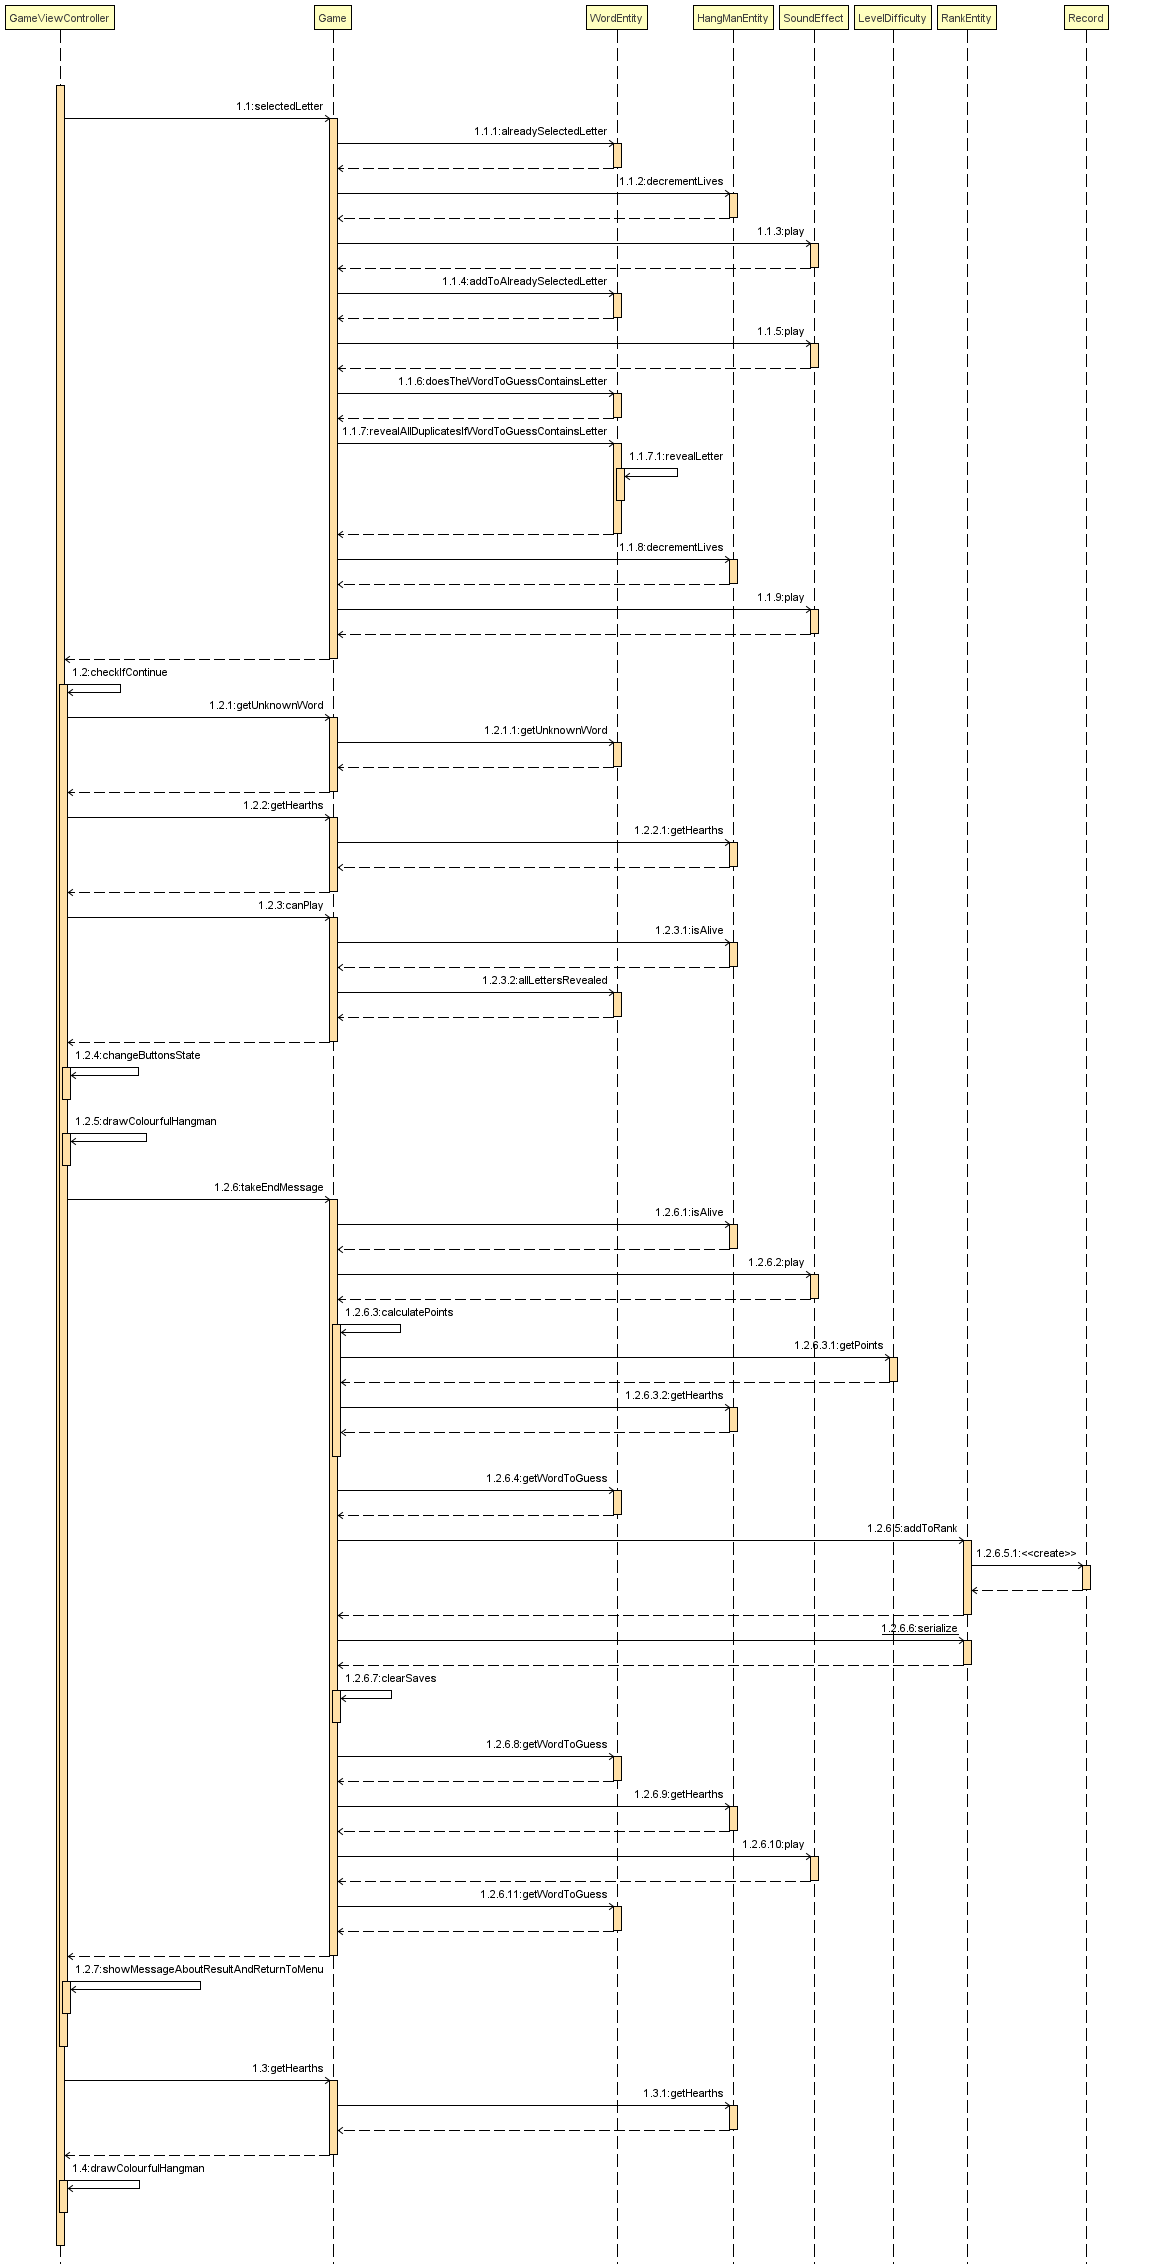 GameViewController
Game
WordEntity
HangManEntity
SoundEffect
LevelDifficulty
RankEntity
Record
1.1:selectedLetter
1.1.1:alreadySelectedLetter
1.1.2:decrementLives
1.1.3:play
1.1.4:addToAlreadySelectedLetter
1.1.5:play
1.1.6:doesTheWordToGuessContainsLetter
1.1.7:revealAllDuplicatesIfWordToGuessContainsLetter
1.1.7.1:revealLetter
1.1.8:decrementLives
1.1.9:play
1.2:checkIfContinue
1.2.1:getUnknownWord
1.2.1.1:getUnknownWord
1.2.2:getHearths
1.2.2.1:getHearths
1.2.3:canPlay
1.2.3.1:isAlive
1.2.3.2:allLettersRevealed
1.2.4:changeButtonsState
1.2.5:drawColourfulHangman
1.2.6:takeEndMessage
1.2.6.1:isAlive
1.2.6.2:play
1.2.6.3:calculatePoints
1.2.6.3.1:getPoints
1.2.6.3.2:getHearths
1.2.6.4:getWordToGuess
1.2.6.5:addToRank
1.2.6.5.1:<<create>>
1.2.6.6:serialize
1.2.6.7:clearSaves
1.2.6.8:getWordToGuess
1.2.6.9:getHearths
1.2.6.10:play
1.2.6.11:getWordToGuess
1.2.7:showMessageAboutResultAndReturnToMenu
1.3:getHearths
1.3.1:getHearths
1.4:drawColourfulHangman